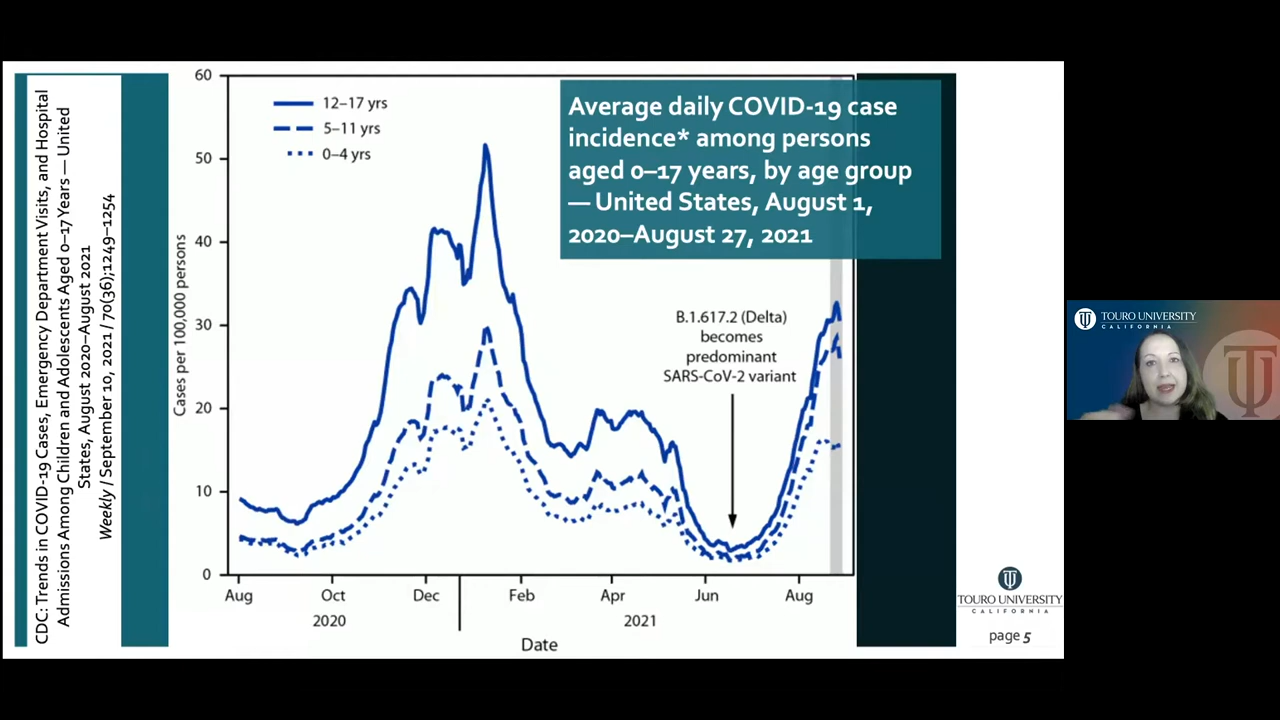 CDC: Trends in COVID-19 Cases, Emergency Department Visits, and Hospital
Admissions Among Children and Adolescents Aged 0–17 Years — United
States, August 2020–August 2021
Weekly / September 10, 2021 / 70(36);1249–1254
60
50
40
30
20
10
0
Cases per 100,000 persons
12–17 yrs
5–11 yrs
0–4 yrs
Average daily COVID-19 case
incidence* among persons
aged 0–17 years, by age group
— United States, August 1,
2020–August 27, 2021
B.1.617.2 (Delta)
becomes
predominant
SARS-CoV-2 variant
Aug Oct Dec Feb Apr Jun Aug
2020 2021
Date
TOURO UNIVERSITY
CALIFORNIA
page 5
TOURO UNIVERSITY
CALIFORNIA